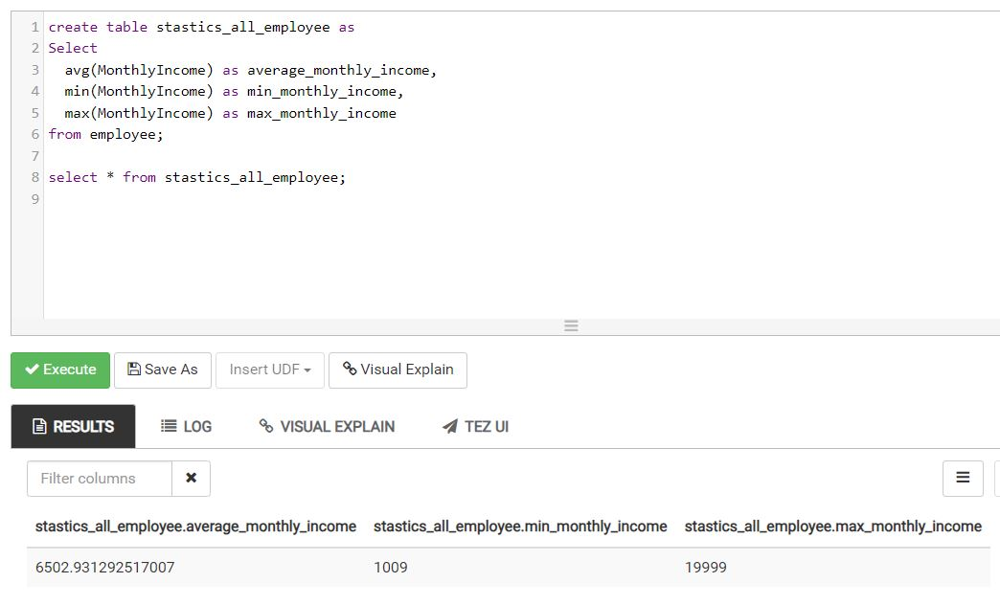 1 create table stastics_all_employee as
2 Select
3 avg(MonthlyIncome) as average_monthly_income,
4 min(MonthlyIncome) as min_monthly_income,
5 max(MonthlyIncome) as max_monthly_income
6 from employee;
7
8 select * from stastics_all_employee;
9
Execute Save As Insert UDF Visual Explain
RESULTS LOG VISUAL EXPLAIN TEZ UI
Filter columns
stastics_all_employee.average_monthly_income stastics_all_employee.min_monthly_income stastics_all_employee.max_monthly_income
6502.931292517007 1009 19999